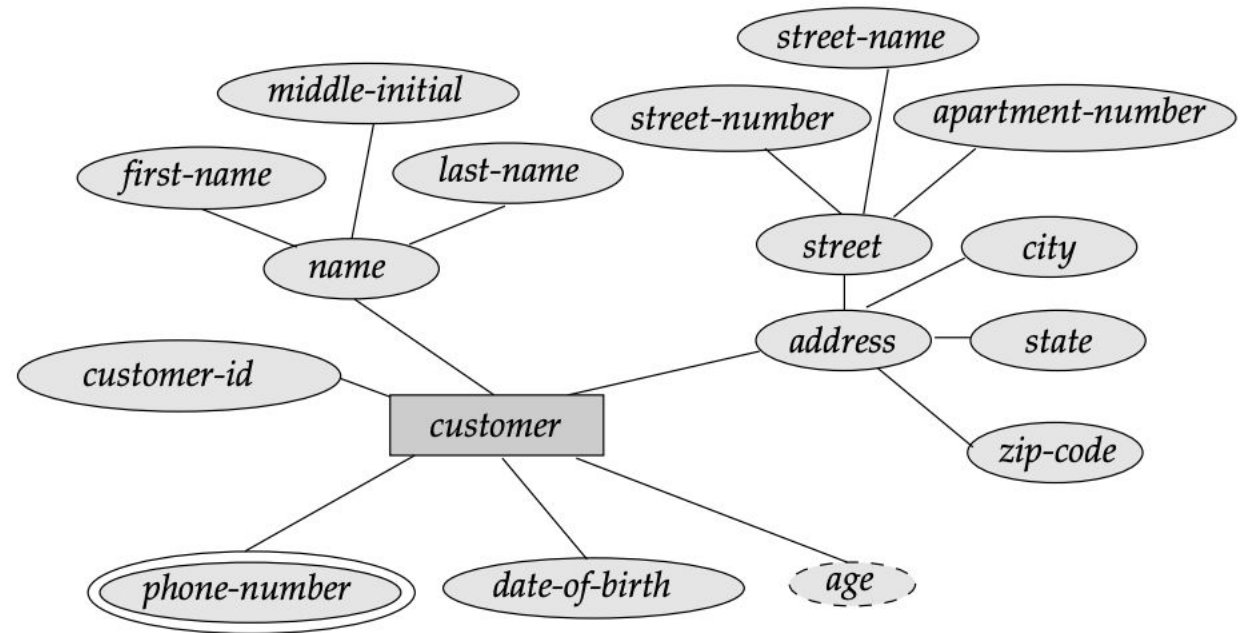 street-name
middle-initial
street-number
apartment-number
first-name
last-name
name
street
city
address
state
customer-id
customer
zip-code
phone-number
date-of-birth
age